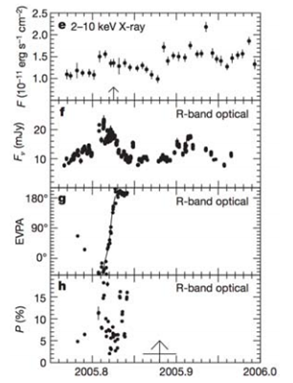 2.5
e 2–10 keV X-ray
2.0
1.5
1.0
F (10⁻¹¹ erg s⁻¹ cm⁻²)
f R-band optical
20
10
Fᵥ (mJy)
g R-band optical
180°
90°
0°
EVPA
h R-band optical
15
10
5
0
P (%)
2005.8 2005.9 2006.0